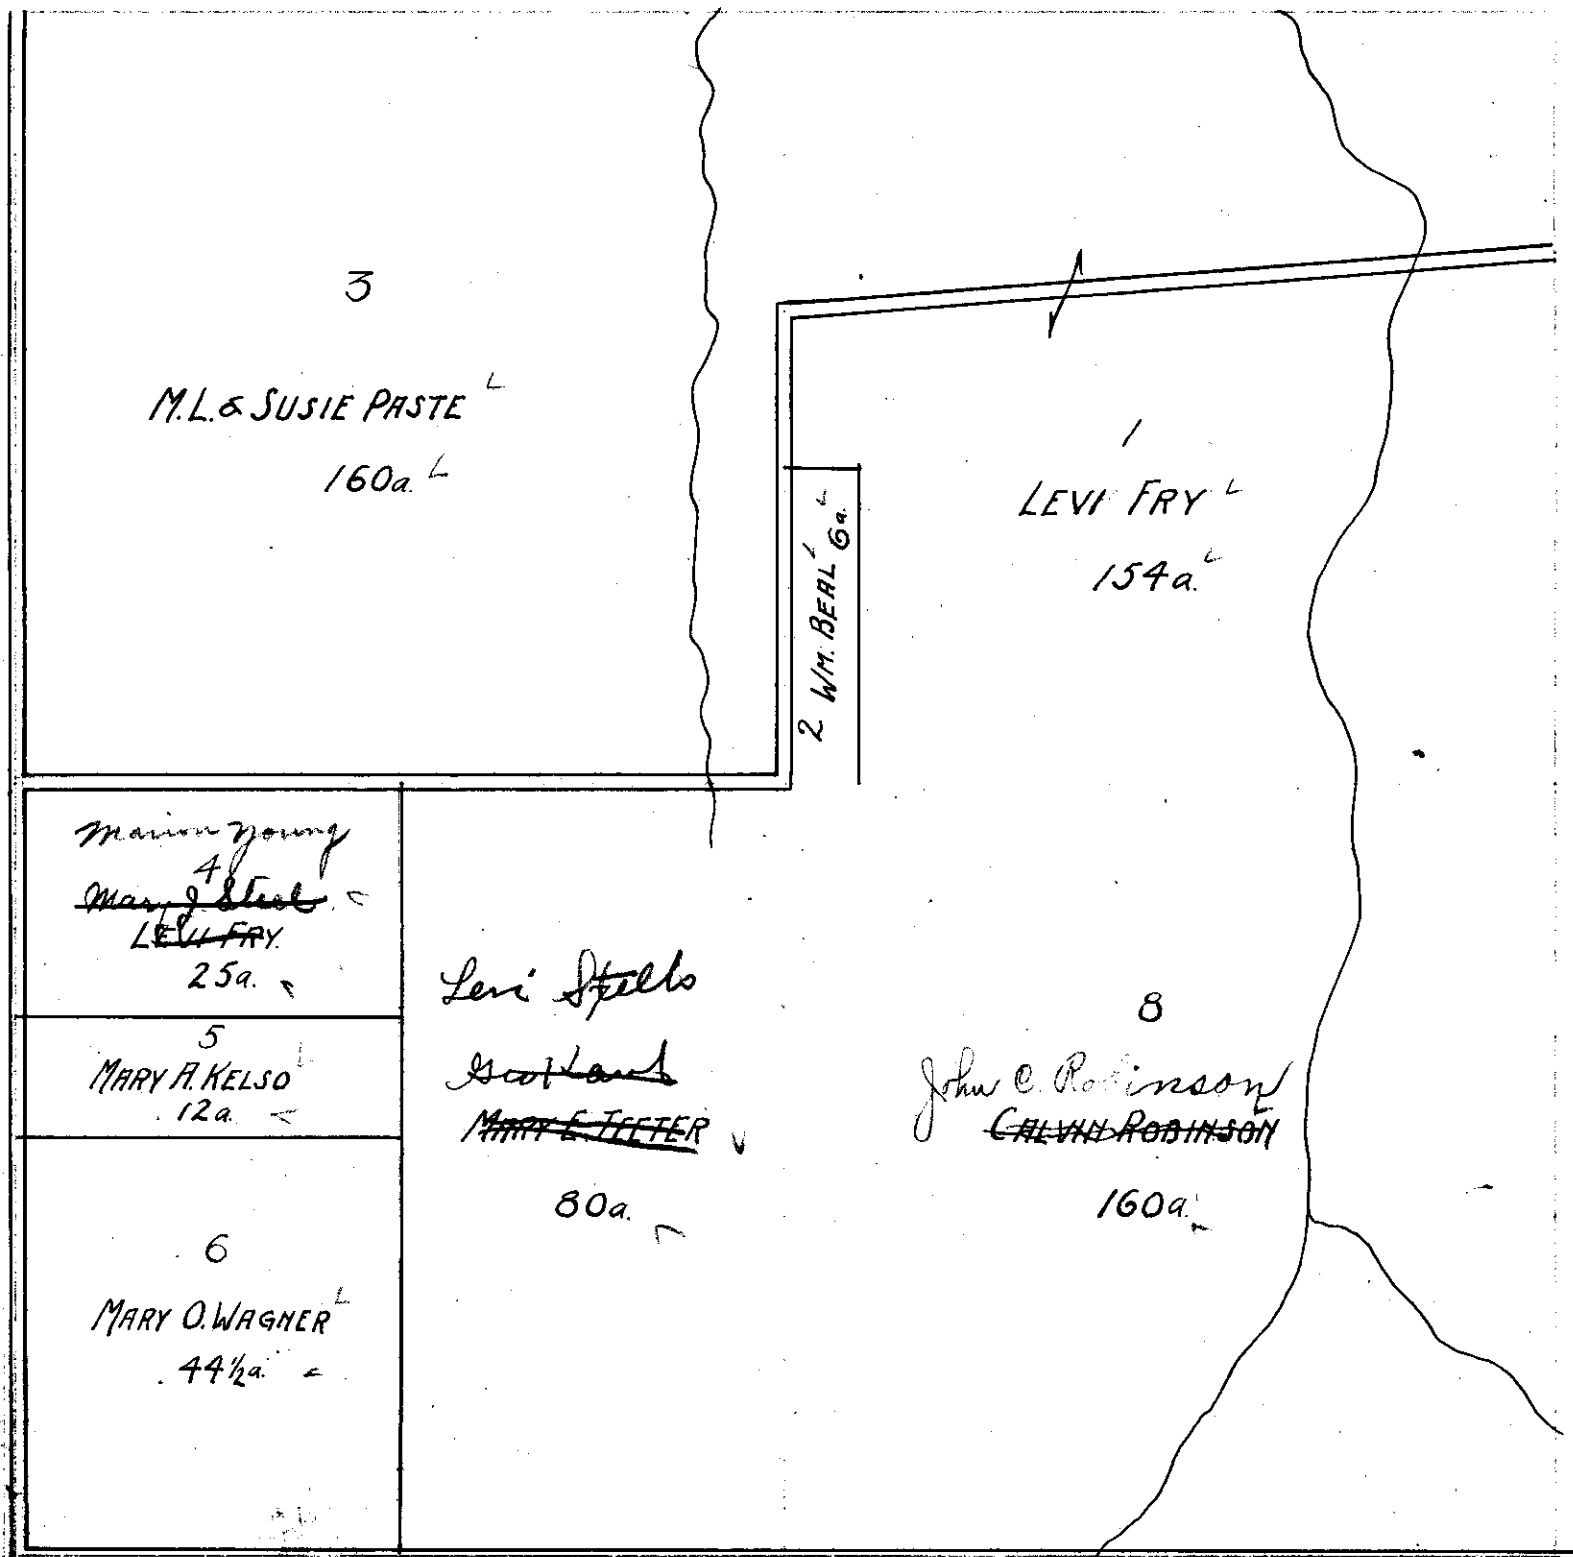 3
M.L. & SUSIE PASTE
160a.
1
LEVI FRY
154a.
2 WM. BEAL 6a.
Marion Young
4
Mary J. Steel
LEVI FRY.
25a.
5
MARY A. KELSO
12a.
6
MARY O. WAGNER
44½a.
Levi
MARY E. TEETER
80a.
8
John C. Robinson
CALVIN ROBINSON
160a.